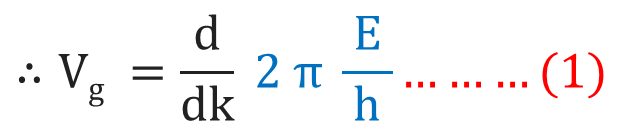 ∴ V_g = d/dk 2 π E/h … … … (1)